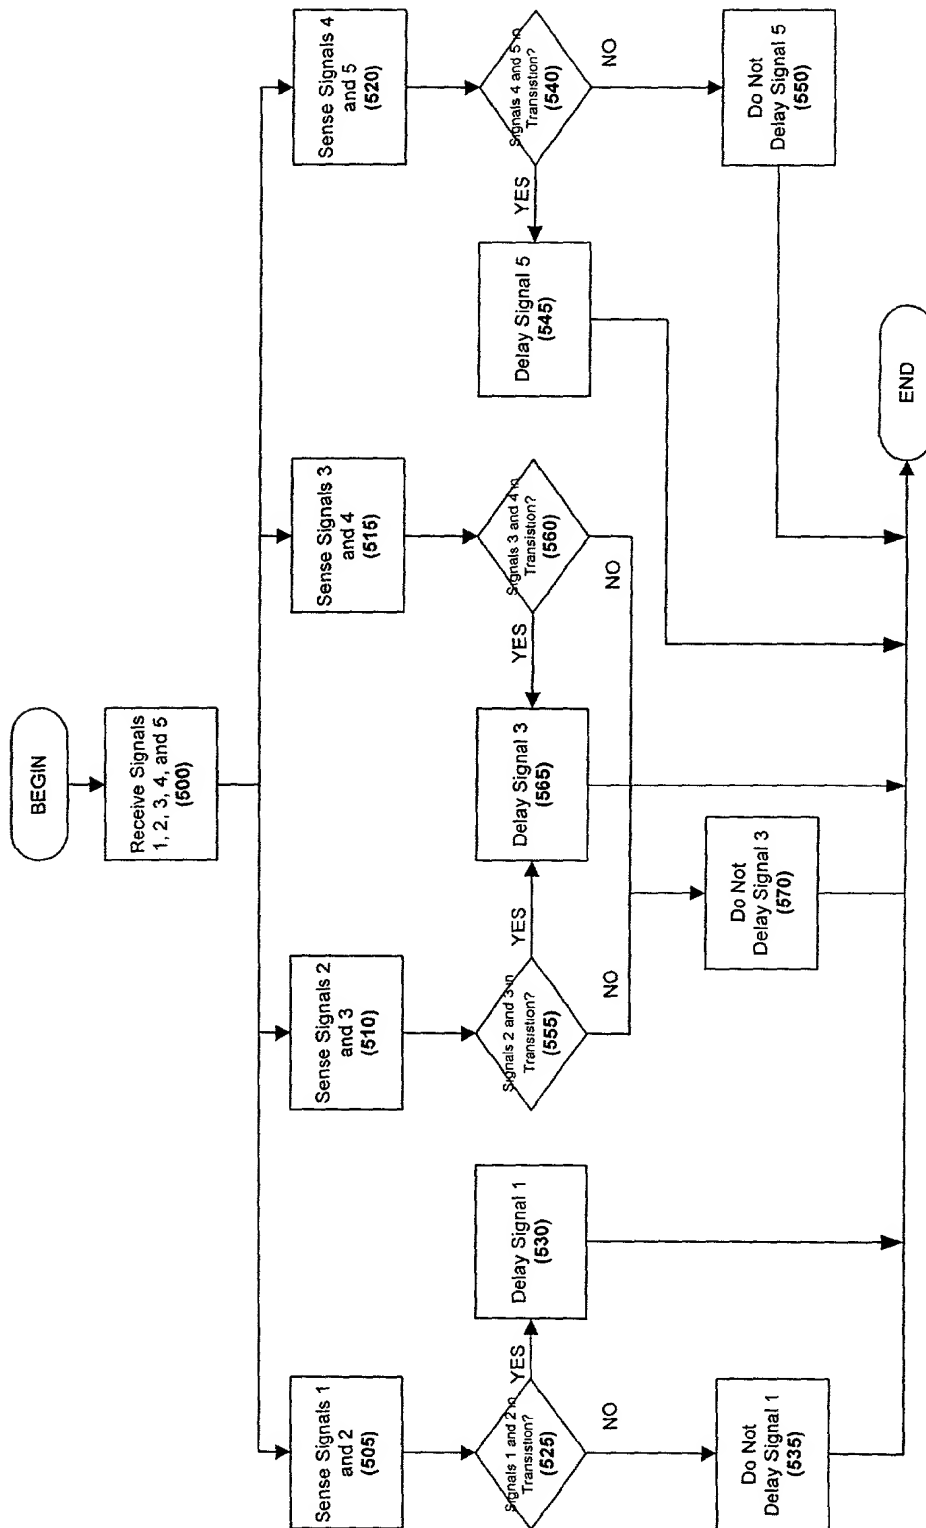 BEGIN
Receive Signals
1, 2, 3, 4, and 5
(500)
Sense Signals 1
and 2
(505)
Sense Signals 2
and 3
(510)
Sense Signals 3
and 4
(515)
Sense Signals 4
and 5
(520)
Signals 1 and 2 in
Transistion?
(525)
YES
NO
Delay Signal 1
(530)
Do Not
Delay Signal 1
(535)
Signals 2 and 3 in
Transistion?
(555)
YES
NO
Delay Signal 3
(565)
Signals 3 and 4 in
Transistion?
(560)
YES
NO
Do Not
Delay Signal 3
(570)
Signals 4 and 5 in
Transistion?
(540)
YES
NO
Delay Signal 5
(545)
Do Not
Delay Signal 5
(550)
END